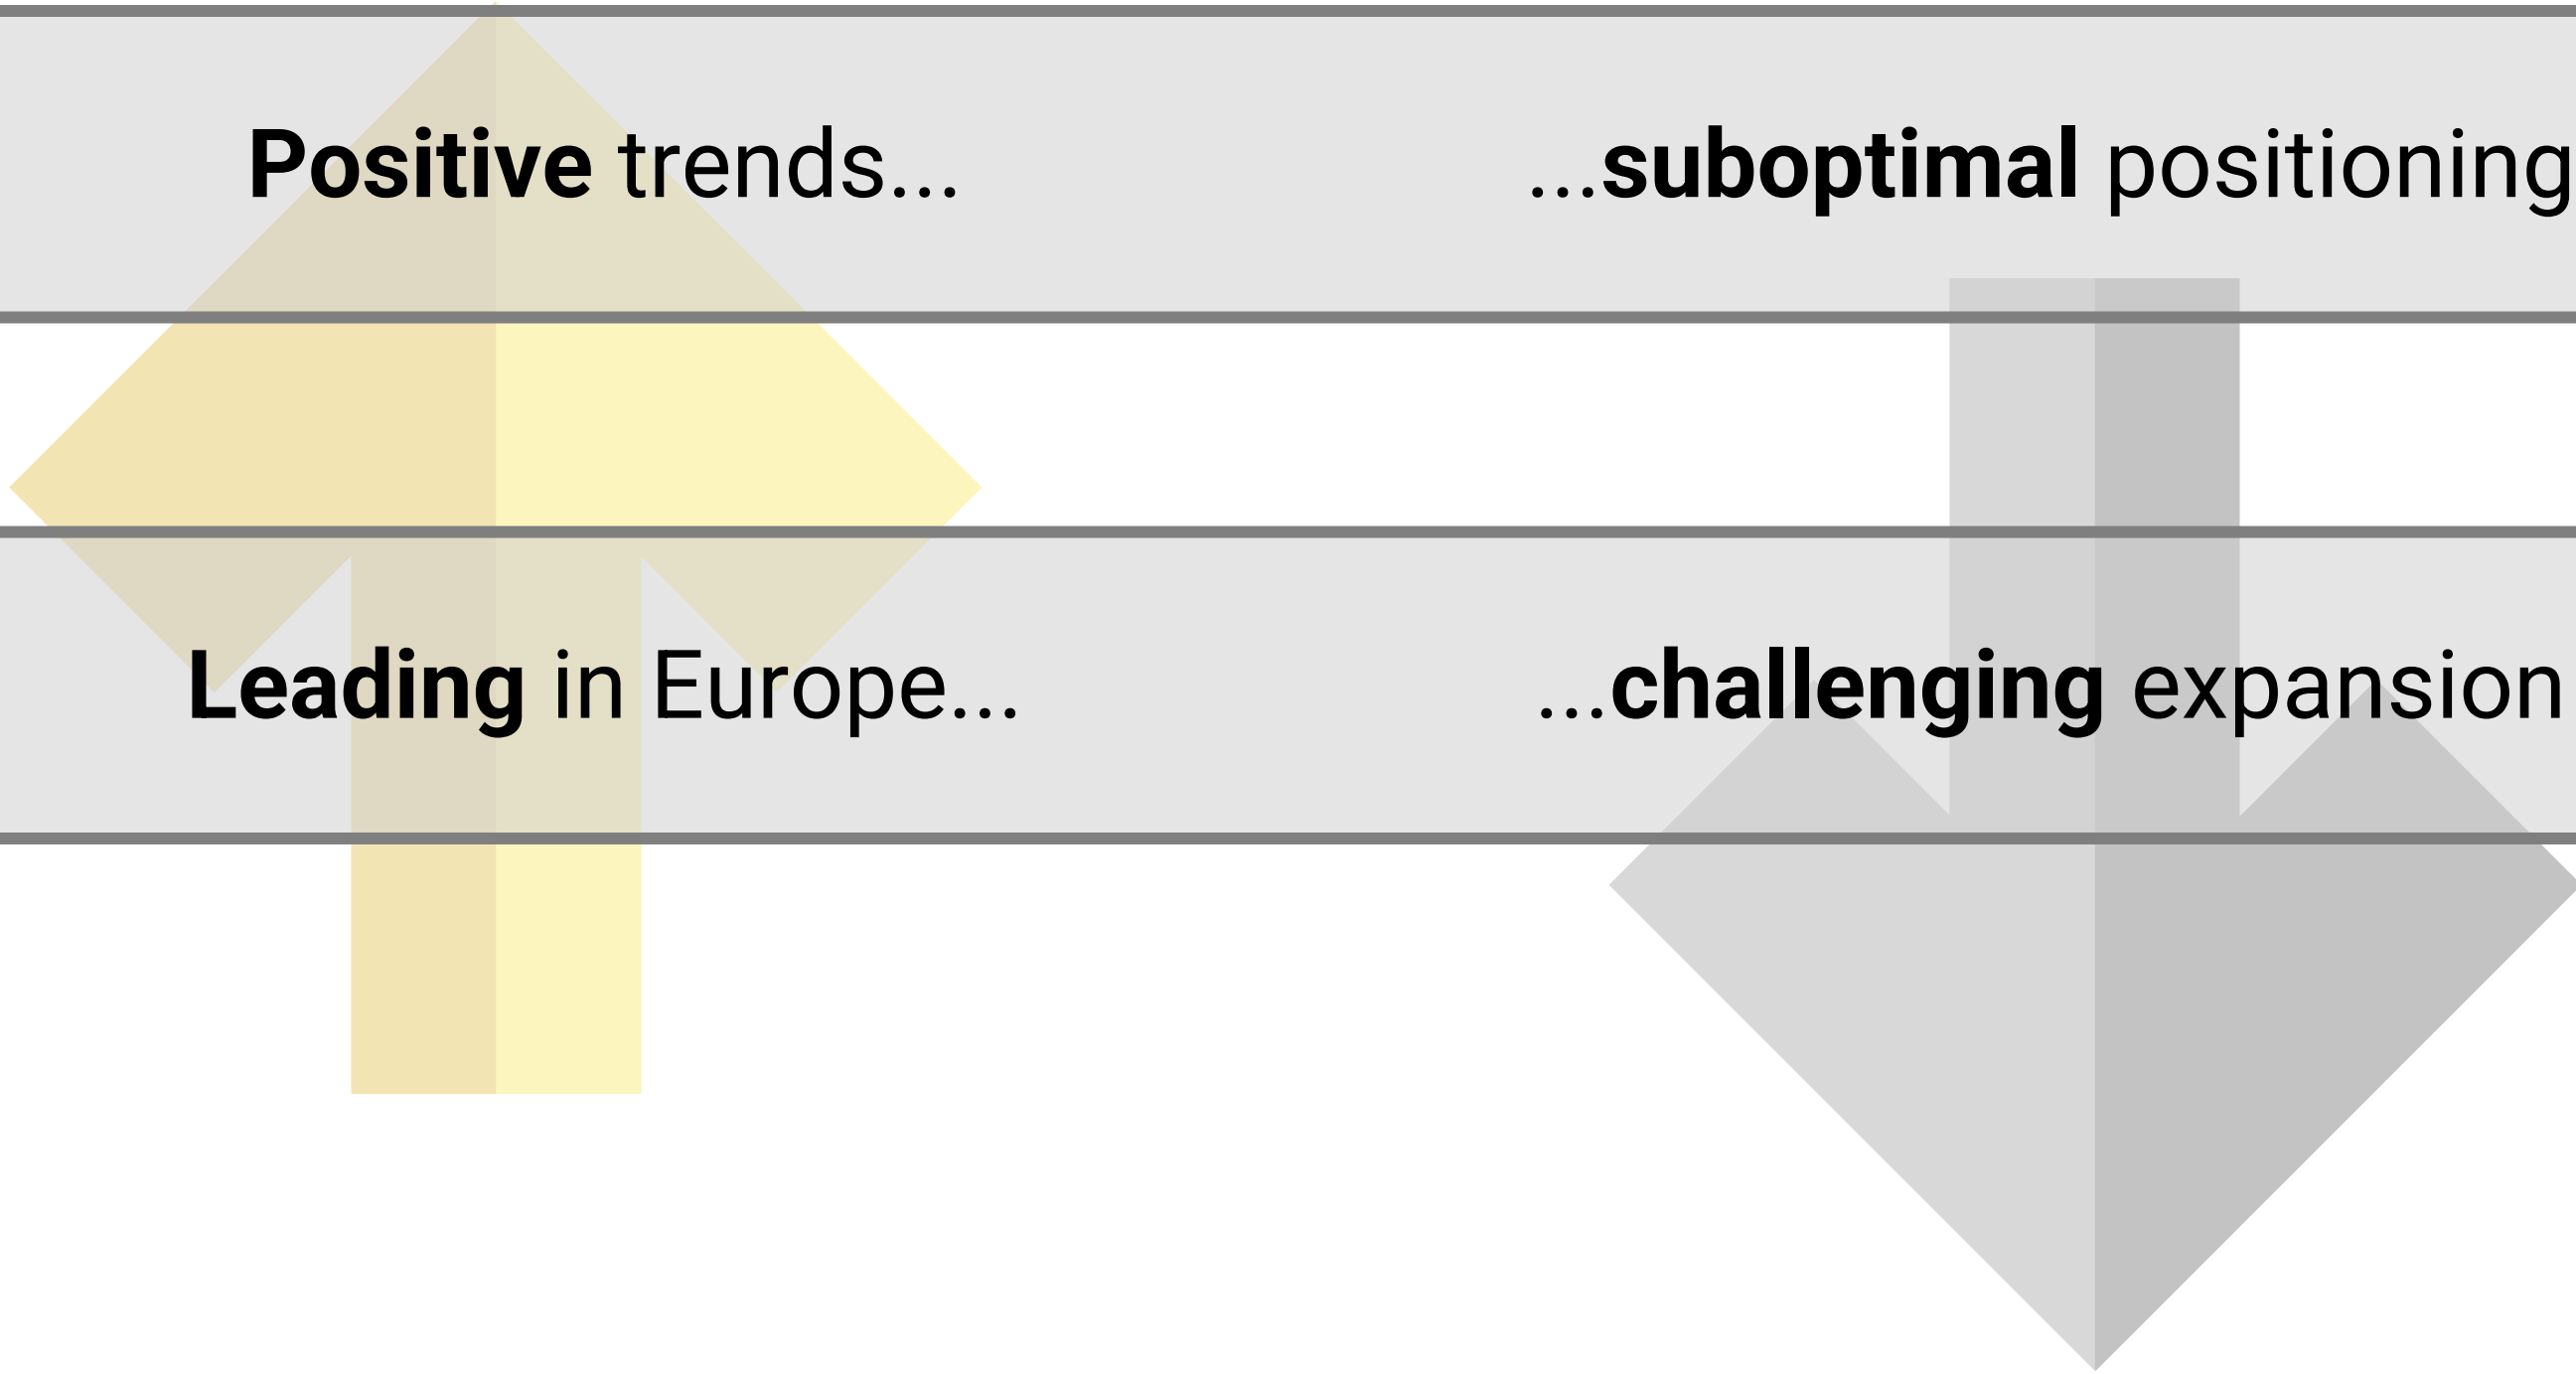 Positive trends... ...suboptimal positioning
Leading in Europe... ...challenging expansion